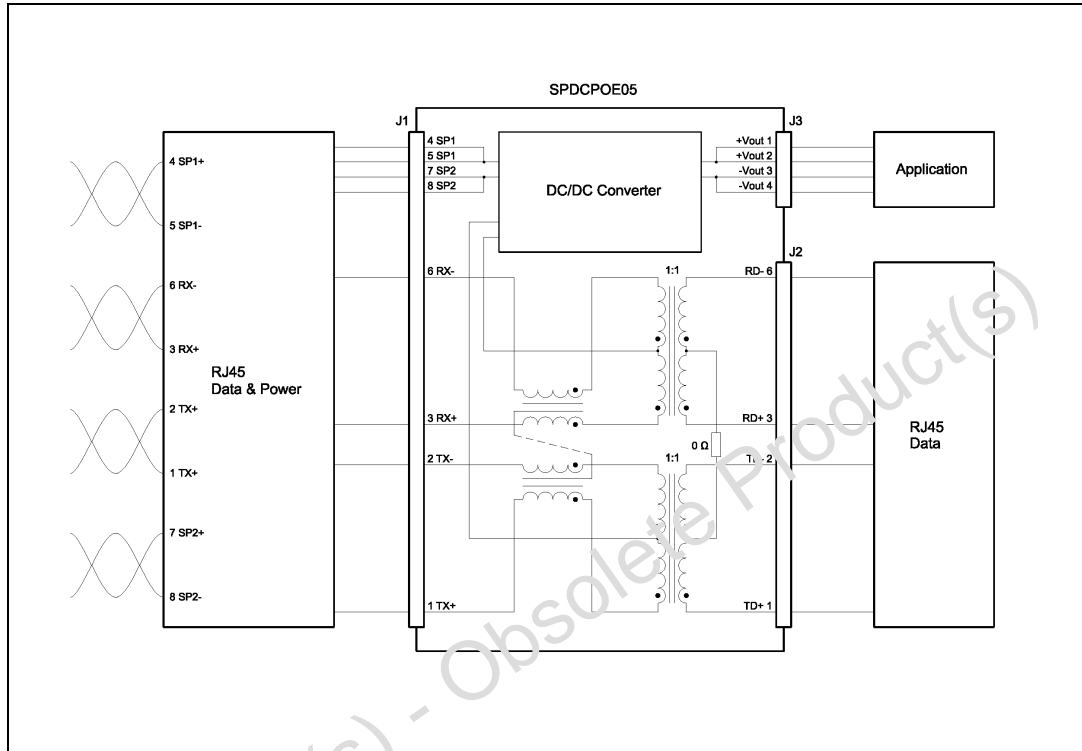 SPDCPOE05
J1
J3
4 SP1+
5 SP1-
6 RX-
3 RX+
RJ45
Data & Power
2 TX+
1 TX+
7 SP2+
8 SP2-
4 SP1
5 SP1
7 SP2
8 SP2
DC/DC Converter
+Vout 1
+Vout 2
-Vout 3
-Vout 4
Application
J2
6 RX-
1:1
RD- 6
3 RX+
RD+ 3
0 Ω
2 TX-
1:1
- 2
RJ45
Data
1 TX+
TD+ 1
(s) - Obsolete Product(s)